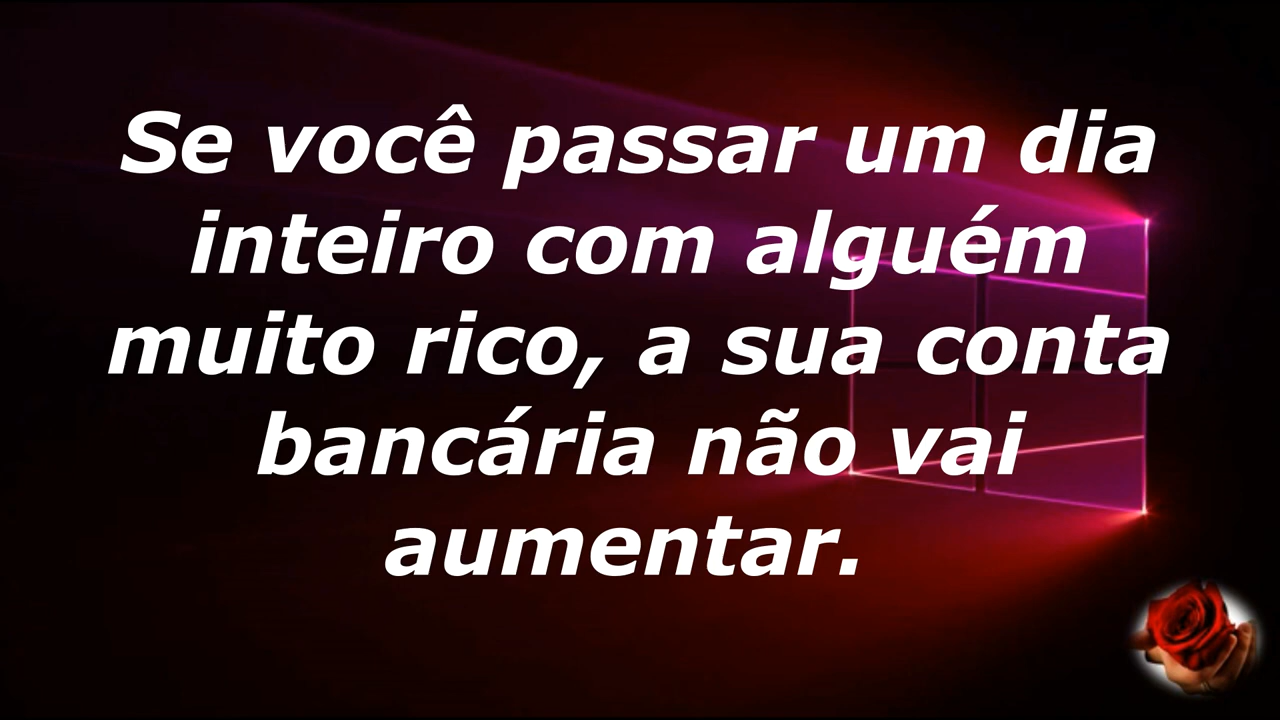 Se você passar um dia
inteiro com alguém
muito rico, a sua conta
bancária não vai
aumentar.